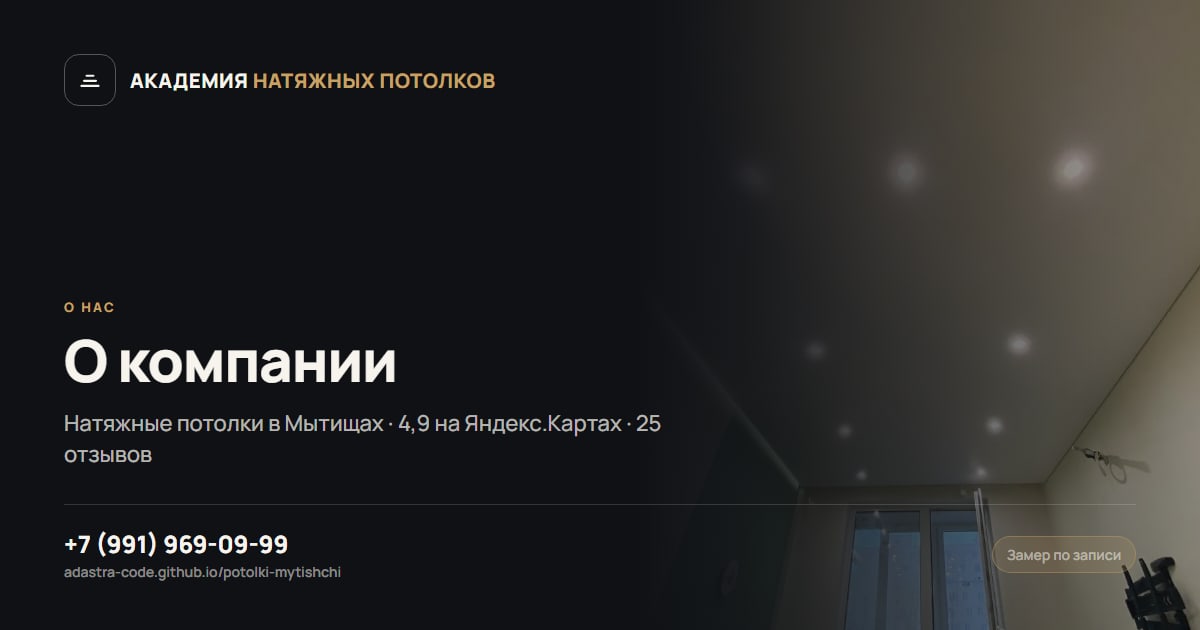 АКАДЕМИЯ НАТЯЖНЫХ ПОТОЛКОВ
О НАС
О компании
Натяжные потолки в Мытищах · 4,9 на Яндекс.Картах · 25
отзывов
+7 (991) 969-09-99
adastra-code.github.io/potolki-mytishchi
Замер по записи